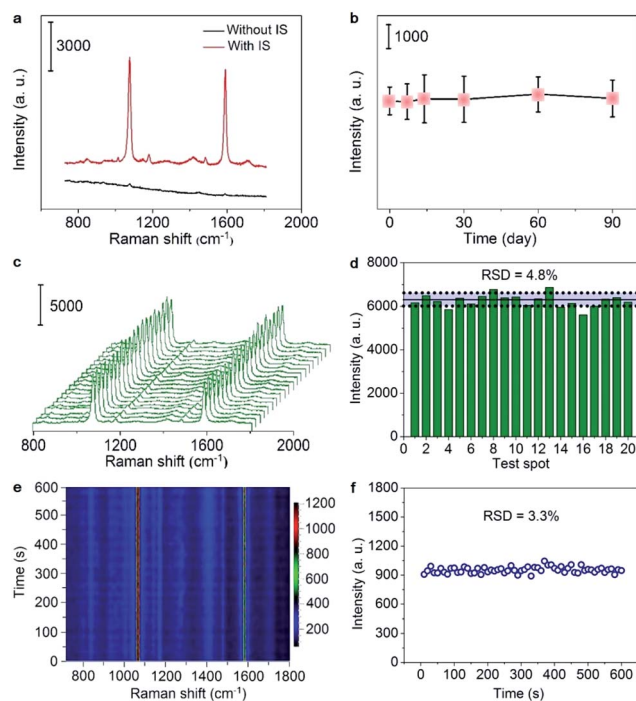 a
3000
Without IS
With IS
Intensity (a. u.)
800 1200 1600 2000
Raman shift (cm⁻¹)
b
1000
Intensity (a. u.)
0 30 60 90
Time (day)
c
5000
800 1200 1600 2000
Raman shift (cm⁻¹)
d
8000
6000
4000
2000
0
RSD = 4.8%
Intensity (a. u.)
0 2 4 6 8 10 12 14 16 18 20
Test spot
e
600
500
400
300
200
100
0
Time (s)
800 1000 1200 1400 1600 1800
Raman shift (cm⁻¹)
1200
1000
800
600
400
200
f
1800
1500
1200
900
600
300
0
RSD = 3.3%
Intensity (a. u.)
0 100 200 300 400 500 600
Time (s)